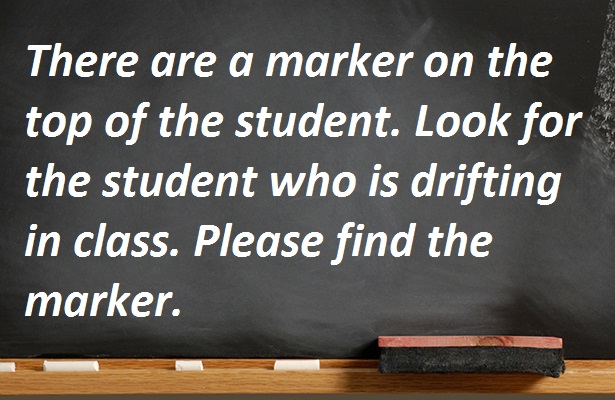 There are a marker on the
top of the student. Look for
the student who is drifting
in class. Please find the
marker.